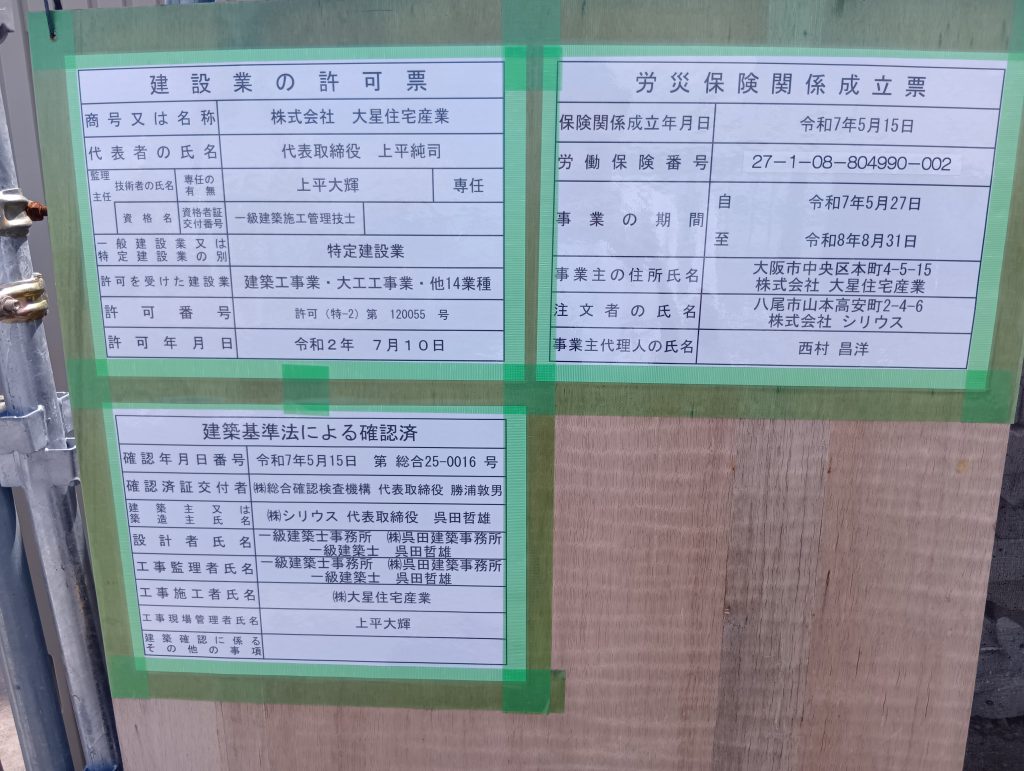 建設業の許可票
商号又は名称 株式会社 大星住宅産業
代表者の氏名 代表取締役 上平純司
監理
主任 技術者の氏名 専任の
有無 上平大輝 専任
資格名 資格者証
交付番号 一級建築施工管理技士
一般建設業又は
特定建設業の別 特定建設業
許可を受けた建設業 建築工事業・大工工事業・他14業種
許可番号 許可（特-2）第 120055 号
許可年月日 令和２年 ７月１０日
労災保険関係成立票
保険関係成立年月日 令和7年5月15日
労働保険番号 27-1-08-804990-002
事業の期間 自 令和7年5月27日
至 令和8年8月31日
事業主の住所氏名 大阪市中央区本町4-5-15
株式会社 大星住宅産業
注文者の氏名 八尾市山本高安町2-4-6
株式会社 シリウス
事業主代理人の氏名 西村 昌洋
建築基準法による確認済
確認年月日番号 令和7年5月15日 第 総合25-0016 号
確認済証交付者 ㈱総合確認検査機構 代表取締役 勝浦敦男
建築主又は
築造主氏名 ㈱シリウス 代表取締役 呉田哲雄
設計者氏名 一級建築士事務所 ㈱呉田建築事務所
一級建築士 呉田哲雄
工事監理者氏名 一級建築士事務所 ㈱呉田建築事務所
一級建築士 呉田哲雄
工事施工者氏名 ㈱大星住宅産業
工事現場管理者氏名 上平大輝
建築確認に係る
その他の事項